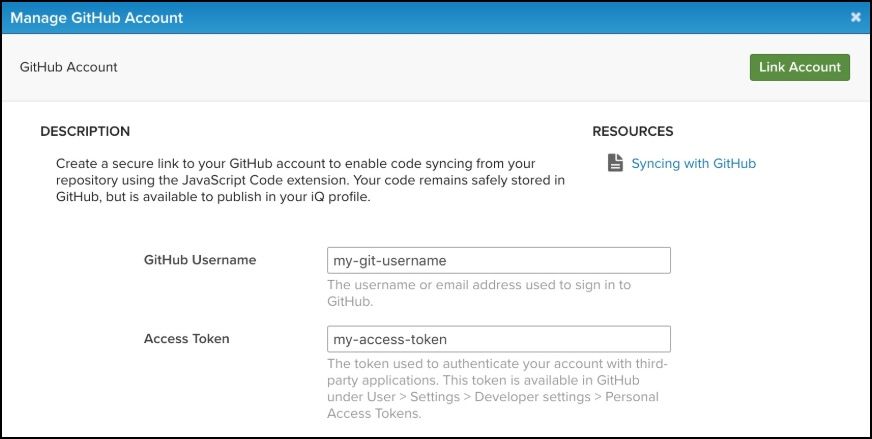 Manage GitHub Account
GitHub Account
Link Account
DESCRIPTION
Create a secure link to your GitHub account to enable code syncing from your
repository using the JavaScript Code extension. Your code remains safely stored in
GitHub, but is available to publish in your iQ profile.
RESOURCES
Syncing with GitHub
GitHub Username
my-git-username
The username or email address used to sign in to
GitHub.
Access Token
my-access-token
The token used to authenticate your account with third-
party applications. This token is available in GitHub
under User > Settings > Developer settings > Personal
Access Tokens.